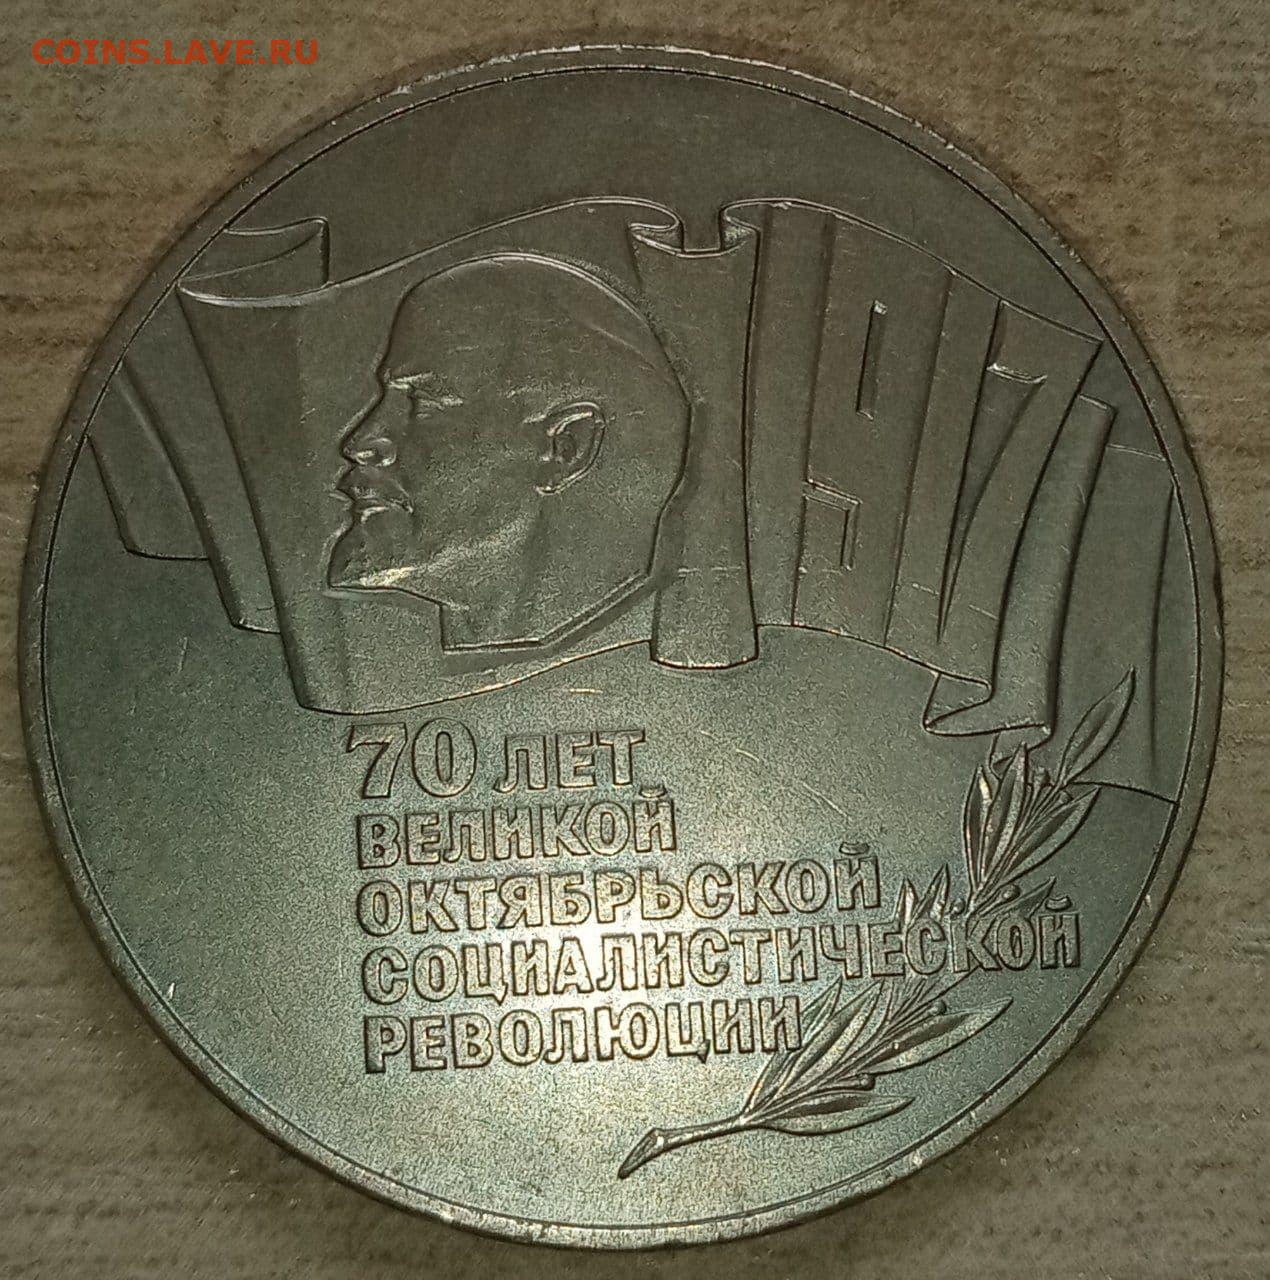 COINS.LAVE.RU
1917
70 ЛЕТ
ВЕЛИКОЙ
ОКТЯБРЬСКОЙ
СОЦИАЛИСТИЧЕСКОЙ
РЕВОЛЮЦИИ